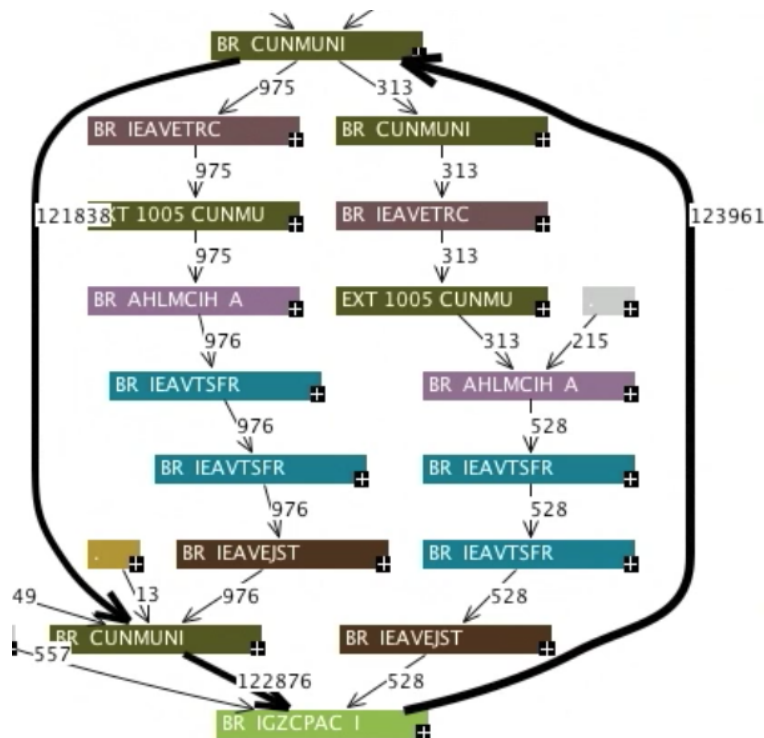 BR CUNMUNI
975
313
BR IEAVETRC
BR CUNMUNI
975
313
121838
XT 1005 CUNMU
BR IEAVETRC
123961
975
313
BR AHLMCIH A
EXT 1005 CUNMU
.
976
313
215
BR IEAVTSFR
BR AHLMCIH A
976
528
BR IEAVTSFR
BR IEAVTSFR
976
528
.
BR IEAVEJST
BR IEAVTSFR
49
13
976
528
BR CUNMUNI
BR IEAVEJST
557
122876
528
BR IGZCPAC I